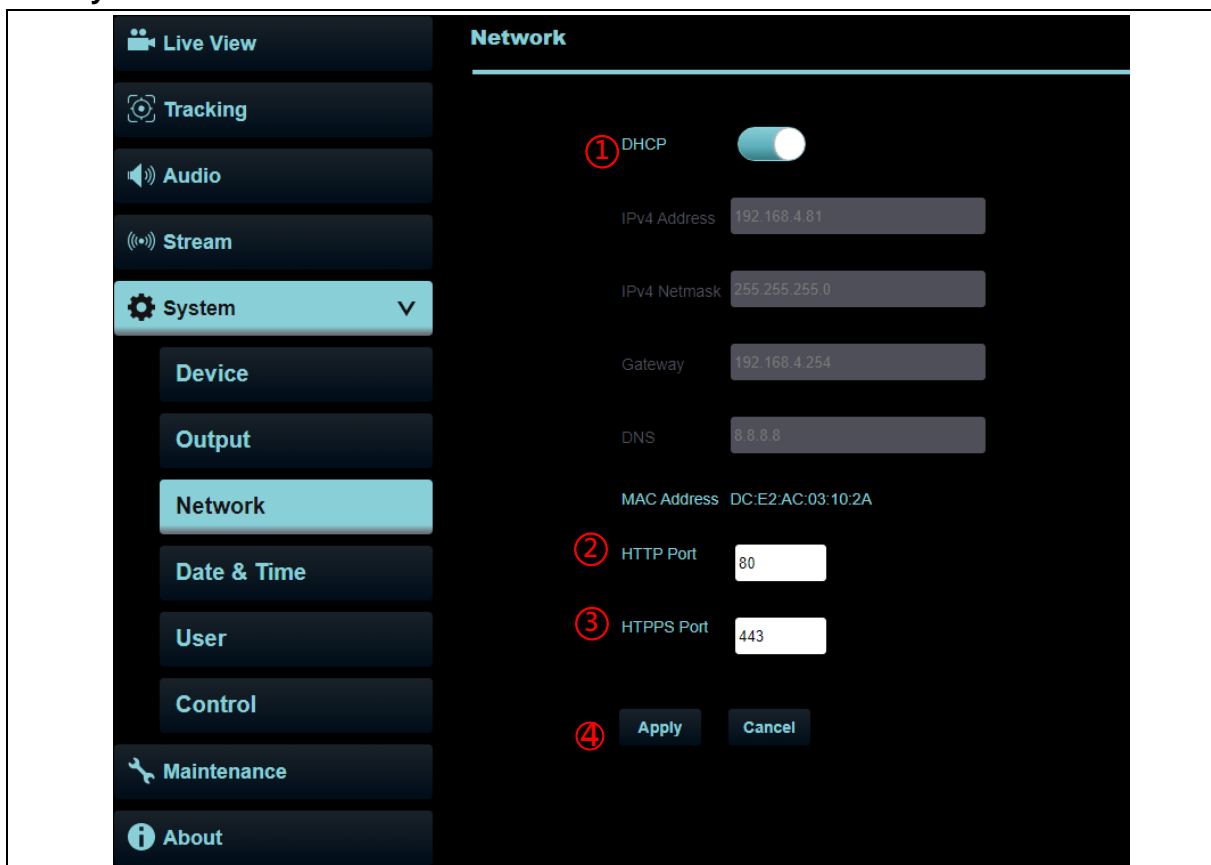 Live View
Tracking
Audio
Stream
System
Device
Output
Network
Date & Time
User
Control
Maintenance
About
Network
① DHCP
IPv4 Address 192.168.4.81
IPv4 Netmask 255.255.255.0
Gateway 192.168.4.254
DNS 8.8.8.8
MAC Address DC:E2:AC:03:10:2A
② HTTP Port 80
③ HTPPS Port 443
④ Apply Cancel